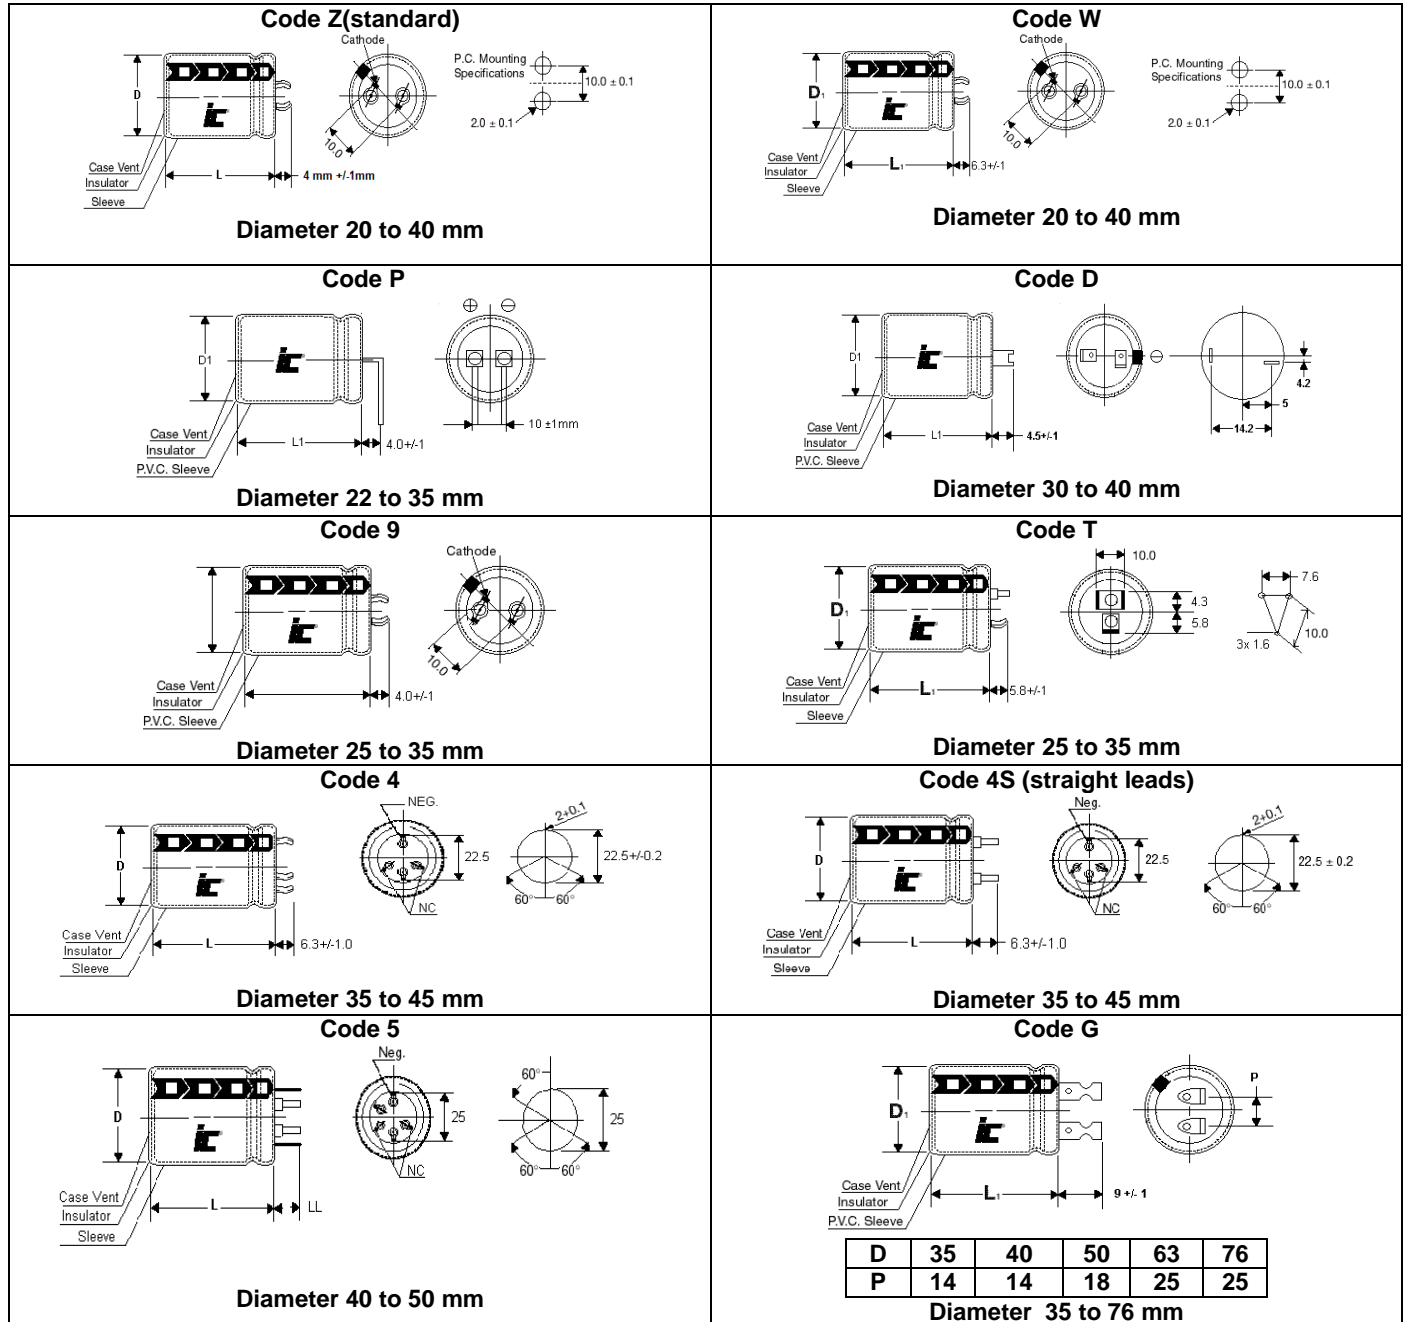 Code Z(standard)
Cathode
P.C. Mounting
Specifications
10.0 ± 0.1
2.0 ± 0.1
D
iC
10.0
Case Vent
Insulator
Sleeve
L
4 mm +/-1mm
Diameter 20 to 40 mm
Code W
Cathode
P.C. Mounting
Specifications
10.0 ± 0.1
2.0 ± 0.1
D1
iC
10.0
Case Vent
Insulator
Sleeve
L1
6.3+/-1
Diameter 20 to 40 mm
Code P
⊕ ⊖
D1
iC
10 ±1mm
Case Vent
Insulator
P.V.C. Sleeve
L1
4.0+/-1
Diameter 22 to 35 mm
Code D
D1
iC
⊖
4.2
5
14.2
Case Vent
Insulator
P.V.C. Sleeve
L1
4.5+/-1
Diameter 30 to 40 mm
Code 9
Cathode
iC
10.0
Case Vent
Insulator
P.V.C. Sleeve
4.0+/-1
Diameter 25 to 35 mm
Code T
10.0
7.6
D1
iC
4.3
5.8
3x 1.6
10.0
Case Vent
Insulator
Sleeve
L1
5.8+/-1
Diameter 25 to 35 mm
Code 4
NEG.
2+0.1
D
iC
22.5
22.5+/-0.2
60° 60°
NC
Case Vent
Insulator
Sleeve
L
6.3+/-1.0
Diameter 35 to 45 mm
Code 4S (straight leads)
Neg.
2+0.1
D
iC
22.5
22.5 ± 0.2
60° 60°
NC
Case Vent
Insulator
Sleeve
L
6.3+/-1.0
Diameter 35 to 45 mm
Code 5
Neg.
60°
D
iC
25
25
60° 60°
NC
Case Vent
Insulator
Sleeve
L
LL
Diameter 40 to 50 mm
Code G
P
D1
iC
Case Vent
Insulator
P.V.C. Sleeve
L1
9 +/- 1
D 35 40 50 63 76
P 14 14 18 25 25
Diameter 35 to 76 mm